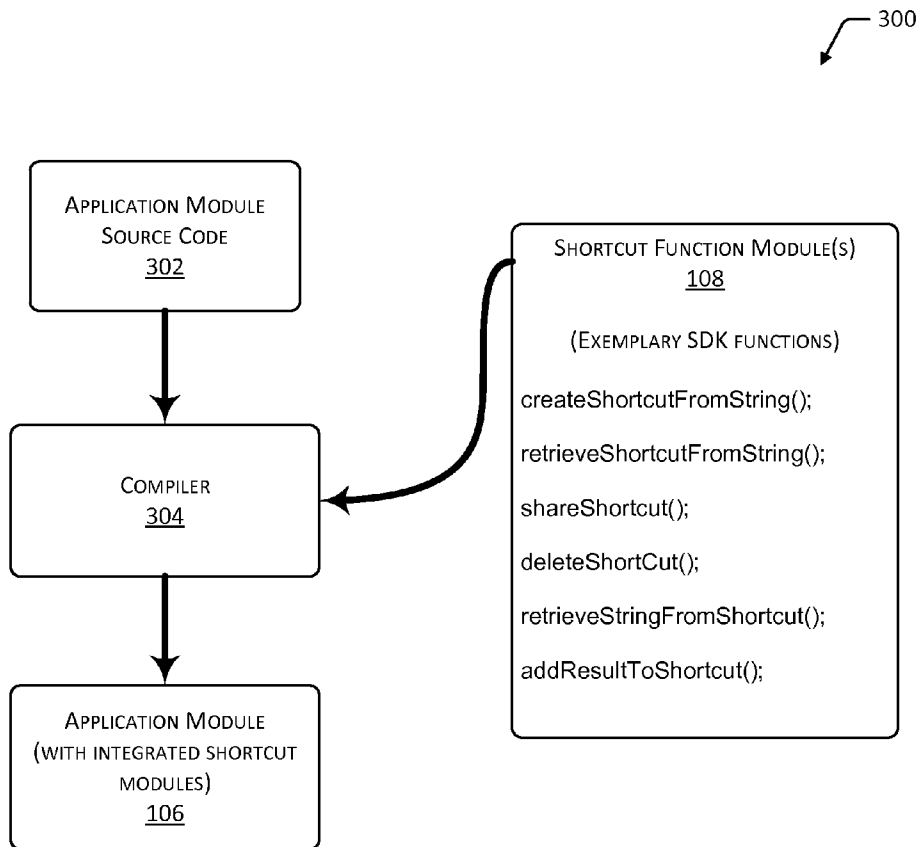 300
APPLICATION MODULE
SOURCE CODE
302
COMPILER
304
APPLICATION MODULE
(WITH INTEGRATED SHORTCUT
MODULES)
106
SHORTCUT FUNCTION MODULE(S)
108
(EXEMPLARY SDK FUNCTIONS)
createShortcutFromString();
retrieveShortcutFromString();
shareShortcut();
deleteShortCut();
retrieveStringFromShortcut();
addResultToShortcut();